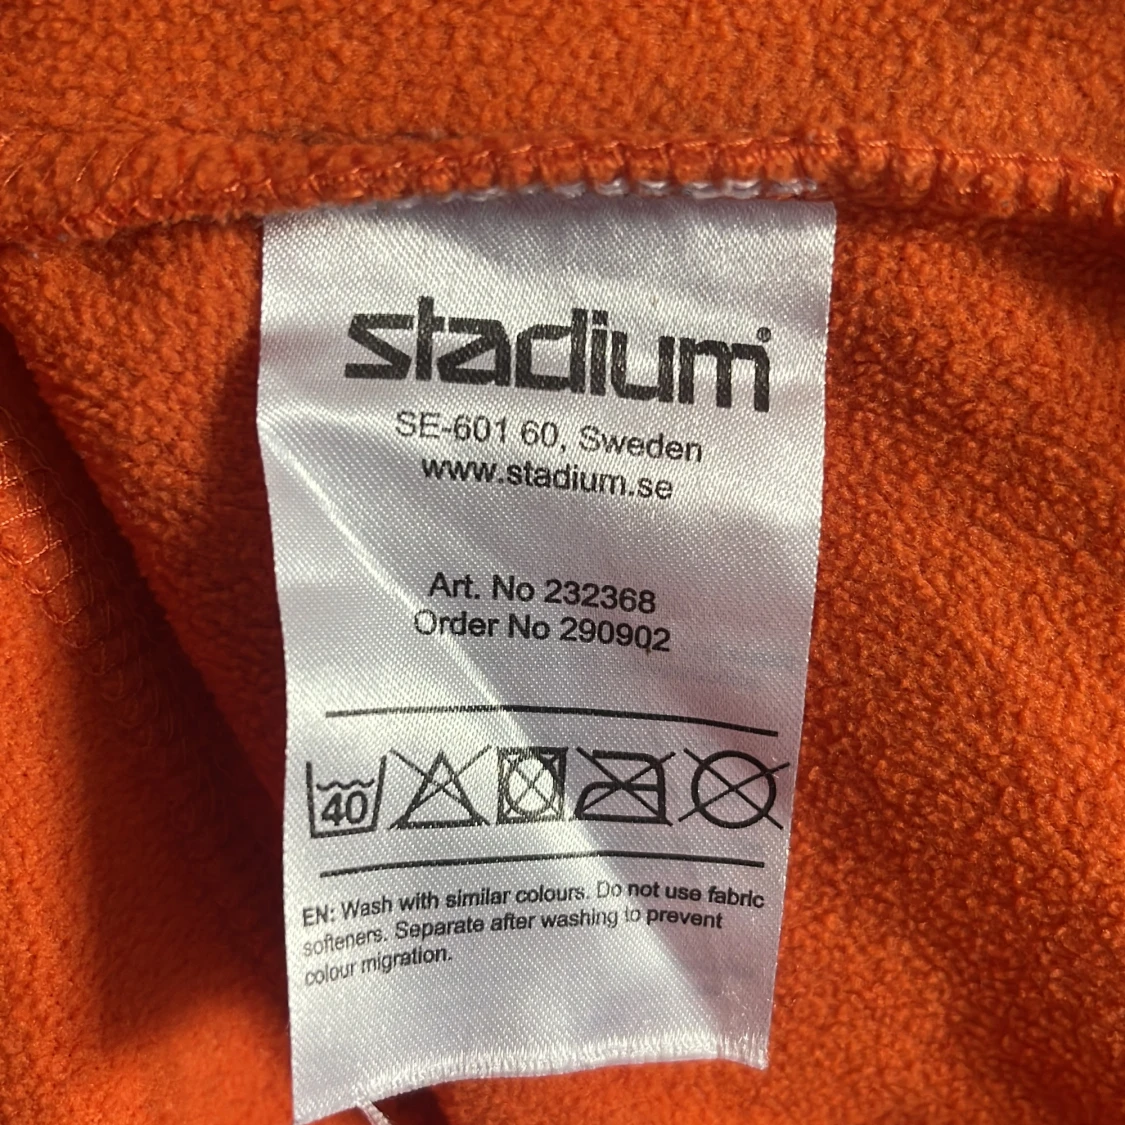 stadium®
SE-601 60, Sweden
www.stadium.se
Art. No 232368
Order No 290902
40
EN: Wash with similar colours. Do not use fabric
softeners. Separate after washing to prevent
colour migration.